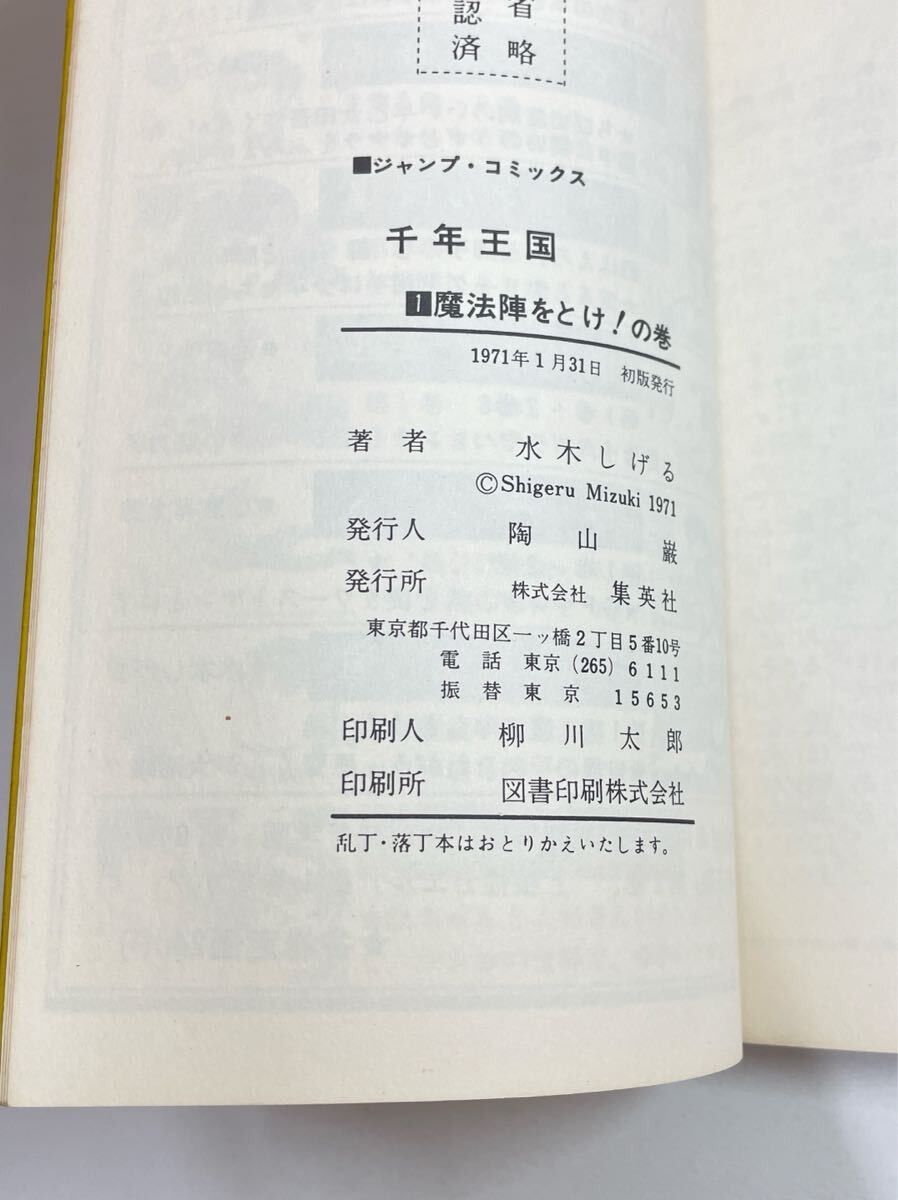 省略
認済
■ジャンプ・コミックス
千年王国
1魔法陣をとけ!の巻
1971年1月31日 初版発行
著者 水木しげる
©Shigeru Mizuki 1971
発行人 陶山 巌
発行所 株式会社 集英社
東京都千代田区一ッ橋2丁目5番10号
電話 東京(265)6111
振替東京 15653
印刷人 柳川太郎
印刷所 図書印刷株式会社
乱丁・落丁本はおとりかえいたします。